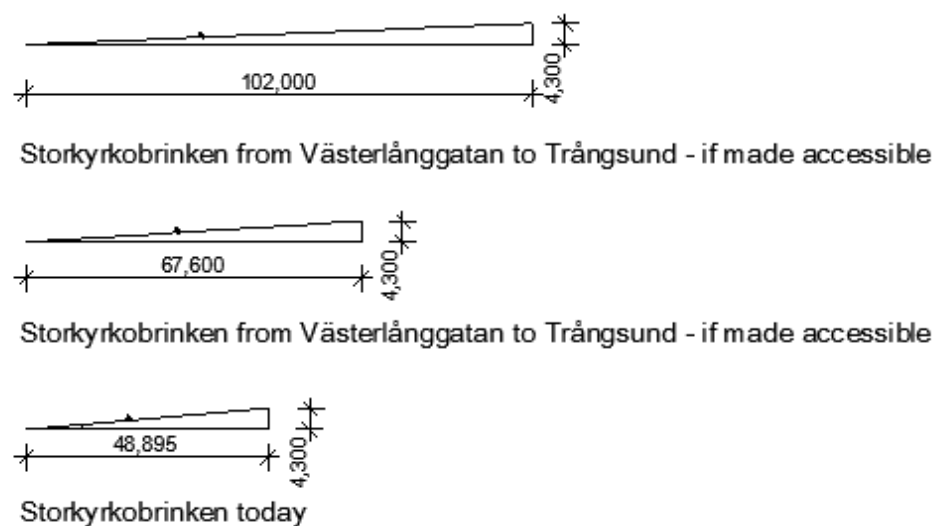 102,000
4,300
Storkyrkobrinken from Västerlånggatan to Trångsund - if made accessible
67,600
4,300
Storkyrkobrinken from Västerlånggatan to Trångsund - if made accessible
48,895
4,300
Storkyrkobrinken today